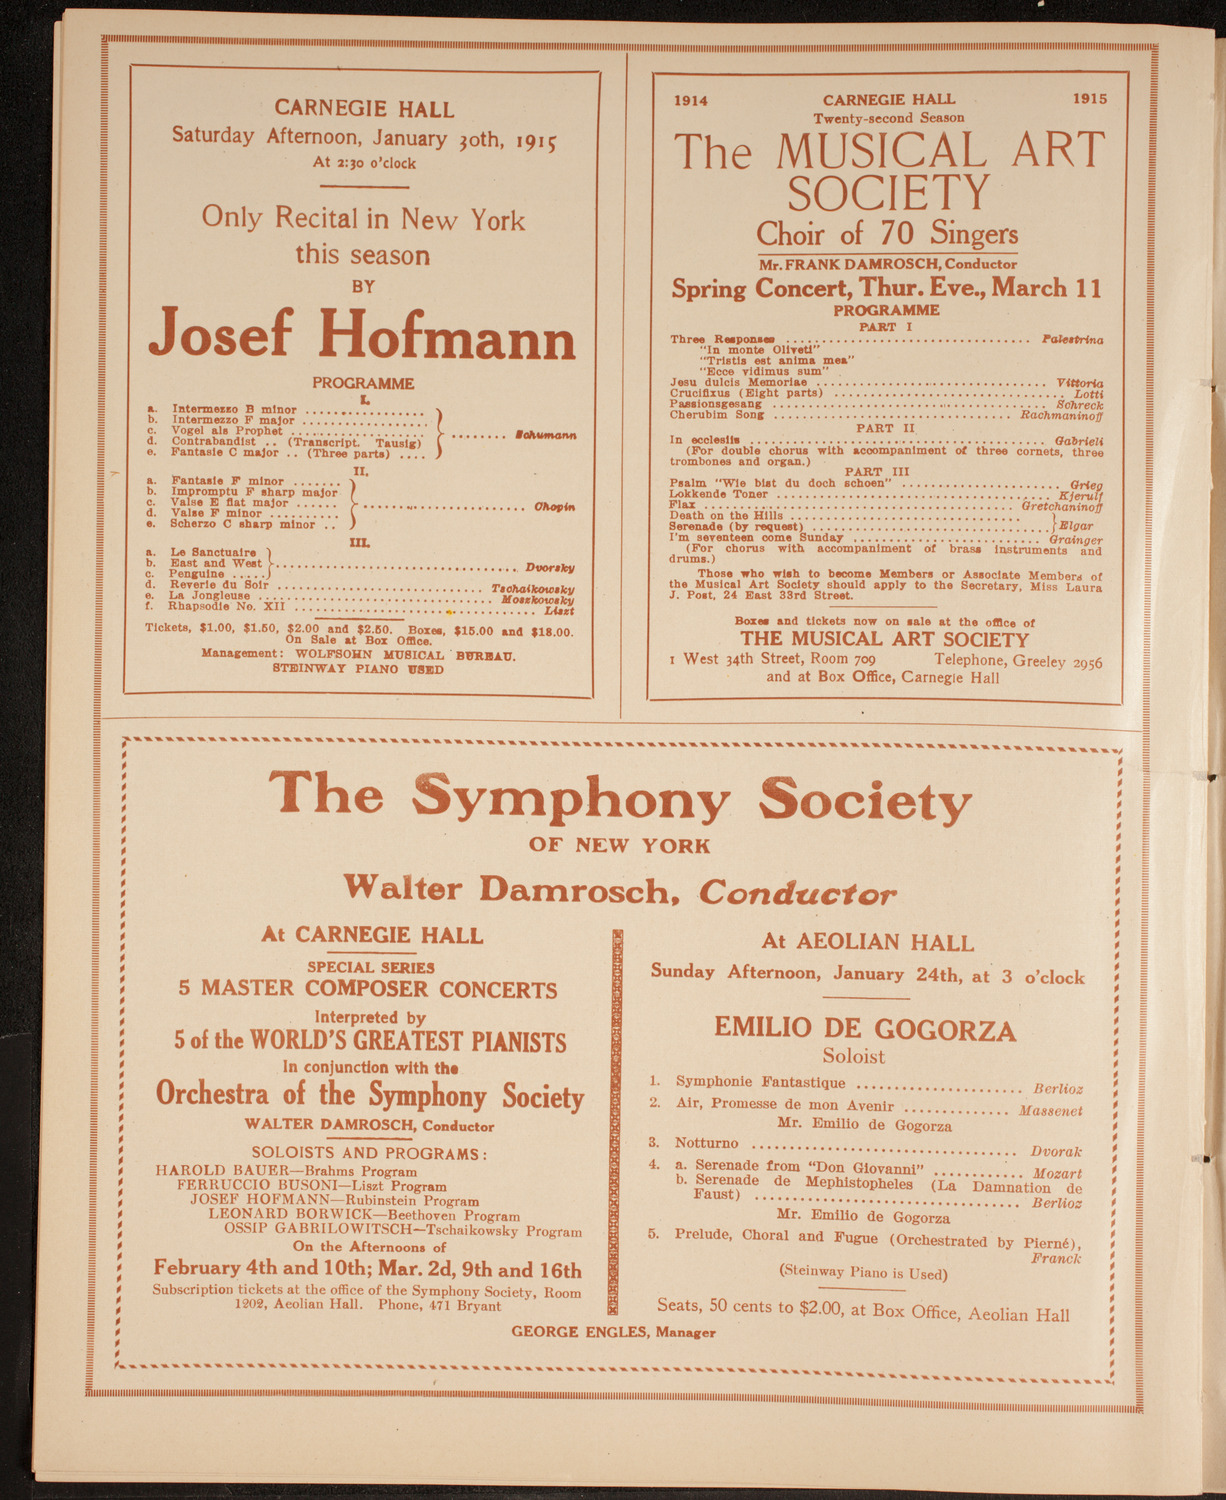 CARNEGIE HALL
Saturday Afternoon, January 30th, 1915
At 2:30 o'clock
Only Recital in New York
this season
BY
Josef Hofmann
PROGRAMME
I.
a. Intermezzo B minor ................
b. Intermezzo F major ..................
c. Vogel als Prophet ...................
d. Contrabandist .. (Transcript. Tausig)
e. Fantasie C major .. (Three parts) ....
........ Schumann
II.
a. Fantasie F minor .......
b. Impromptu F sharp major
c. Valse E flat major ......
d. Valse F minor ..........
e. Scherzo C sharp minor ..
........................ Chopin
III.
a. Le Sanctuaire
b. East and West
c. Penguine .....
................................... Dvorsky
d. Reverie du Soir .............................. Tschaikowsky
e. La Jongleuse ................................... Moszkowsky
f. Rhapsodie No. XII .................................... Liszt
Tickets, $1.00, $1.50, $2.00 and $2.50. Boxes, $15.00 and $18.00.
On Sale at Box Office.
Management: WOLFSOHN MUSICAL BUREAU.
STEINWAY PIANO USED
1914 CARNEGIE HALL 1915
Twenty-second Season
The MUSICAL ART
SOCIETY
Choir of 70 Singers
Mr. FRANK DAMROSCH, Conductor
Spring Concert, Thur. Eve., March 11
PROGRAMME
PART I
Three Responses ................................... Palestrina
"In monte Oliveti"
"Tristis est anima mea"
"Ecce vidimus sum"
Jesu dulcis Memoriae ................................. Vittoria
Crucifixus (Eight parts) ................................. Lotti
Passionsgesang ....................................... Schreck
Cherubim Song ................................... Rachmaninoff
PART II
In ecclesiis .......................................... Gabrieli
(For double chorus with accompaniment of three cornets, three
trombones and organ.)
PART III
Psalm "Wie bist du doch schoen" ....................... Grieg
Lokkende Toner ....................................... Kjerulf
Flax ............................................ Gretchaninoff
Death on the Hills .................................
Serenade (by request) ..................................
Elgar
I'm seventeen come Sunday ........................... Grainger
(For chorus with accompaniment of brass instruments and
drums.)
Those who wish to become Members or Associate Members of
the Musical Art Society should apply to the Secretary, Miss Laura
J. Post, 24 East 33rd Street.
Boxes and tickets now on sale at the office of
THE MUSICAL ART SOCIETY
1 West 34th Street, Room 709 Telephone, Greeley 2956
and at Box Office, Carnegie Hall
The Symphony Society
OF NEW YORK
Walter Damrosch, Conductor
At CARNEGIE HALL
SPECIAL SERIES
5 MASTER COMPOSER CONCERTS
Interpreted by
5 of the WORLD'S GREATEST PIANISTS
In conjunction with the
Orchestra of the Symphony Society
WALTER DAMROSCH, Conductor
SOLOISTS AND PROGRAMS:
HAROLD BAUER—Brahms Program
FERRUCCIO BUSONI—Liszt Program
JOSEF HOFMANN—Rubinstein Program
LEONARD BORWICK—Beethoven Program
OSSIP GABRILOWITSCH—Tschaikowsky Program
On the Afternoons of
February 4th and 10th; Mar. 2d, 9th and 16th
Subscription tickets at the office of the Symphony Society, Room
1202, Aeolian Hall. Phone, 471 Bryant
At AEOLIAN HALL
Sunday Afternoon, January 24th, at 3 o'clock
EMILIO DE GOGORZA
Soloist
1. Symphonie Fantastique ...................... Berlioz
2. Air, Promesse de mon Avenir .............. Massenet
Mr. Emilio de Gogorza
3. Notturno .................................... Dvorak
4. a. Serenade from "Don Giovanni" ............ Mozart
b. Serenade de Mephistopheles (La Damnation de
Faust) .................................. Berlioz
Mr. Emilio de Gogorza
5. Prelude, Choral and Fugue (Orchestrated by Pierné),
Franck
(Steinway Piano is Used)
Seats, 50 cents to $2.00, at Box Office, Aeolian Hall
GEORGE ENGLES, Manager